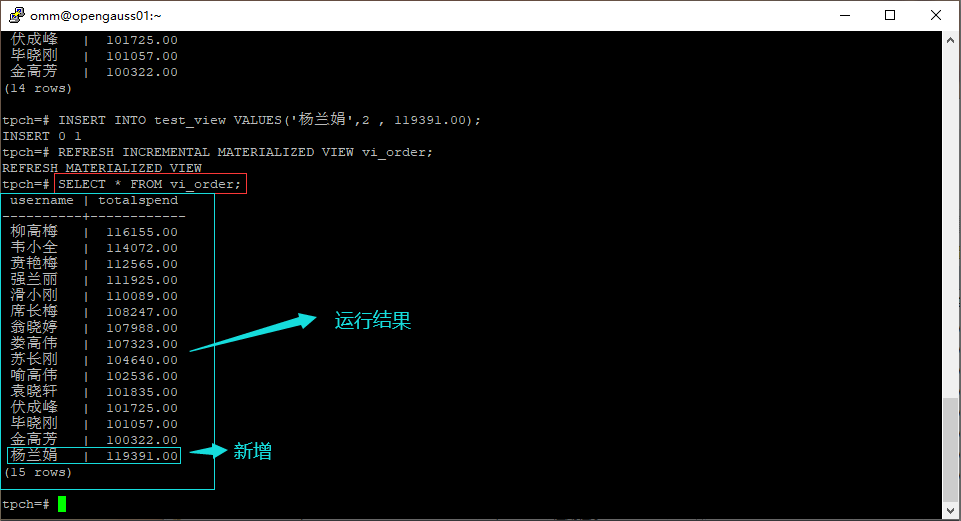 omm@opengauss01:~
伏成峰 | 101725.00
毕晓刚 | 101057.00
金高芳 | 100322.00
(14 rows)
tpch=# INSERT INTO test_view VALUES('杨兰娟',2 , 119391.00);
INSERT 0 1
tpch=# REFRESH INCREMENTAL MATERIALIZED VIEW vi_order;
REFRESH MATERIALIZED VIEW
tpch=# SELECT * FROM vi_order;
username | totalspend
----------+------------
柳高梅 | 116155.00
韦小全 | 114072.00
贲艳梅 | 112565.00
强兰丽 | 111925.00
滑小刚 | 110089.00
席长梅 | 108247.00
翁晓婷 | 107988.00
娄高伟 | 107323.00
苏长刚 | 104640.00
喻高伟 | 102536.00
袁晓轩 | 101835.00
伏成峰 | 101725.00
毕晓刚 | 101057.00
金高芳 | 100322.00
杨兰娟 | 119391.00
(15 rows)
tpch=#
运行结果
新增